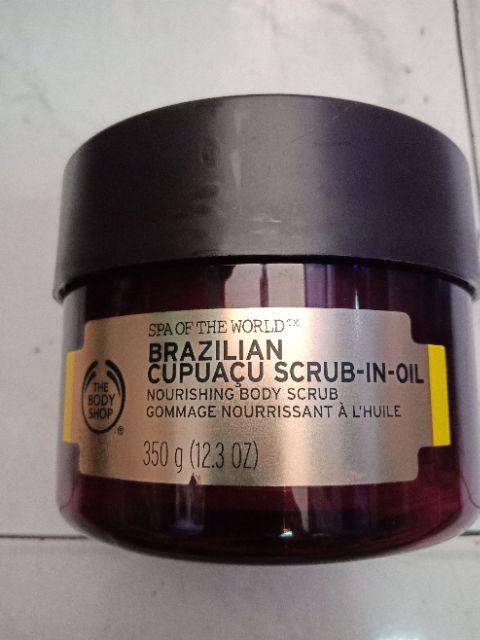 SPA OF THE WORLD™
BRAZILIAN
CUPUAÇU SCRUB-IN-OIL
NOURISHING BODY SCRUB
GOMMAGE NOURRISSANT À L'HUILE
THE
BODY
SHOP®
350 g (12.3 OZ)